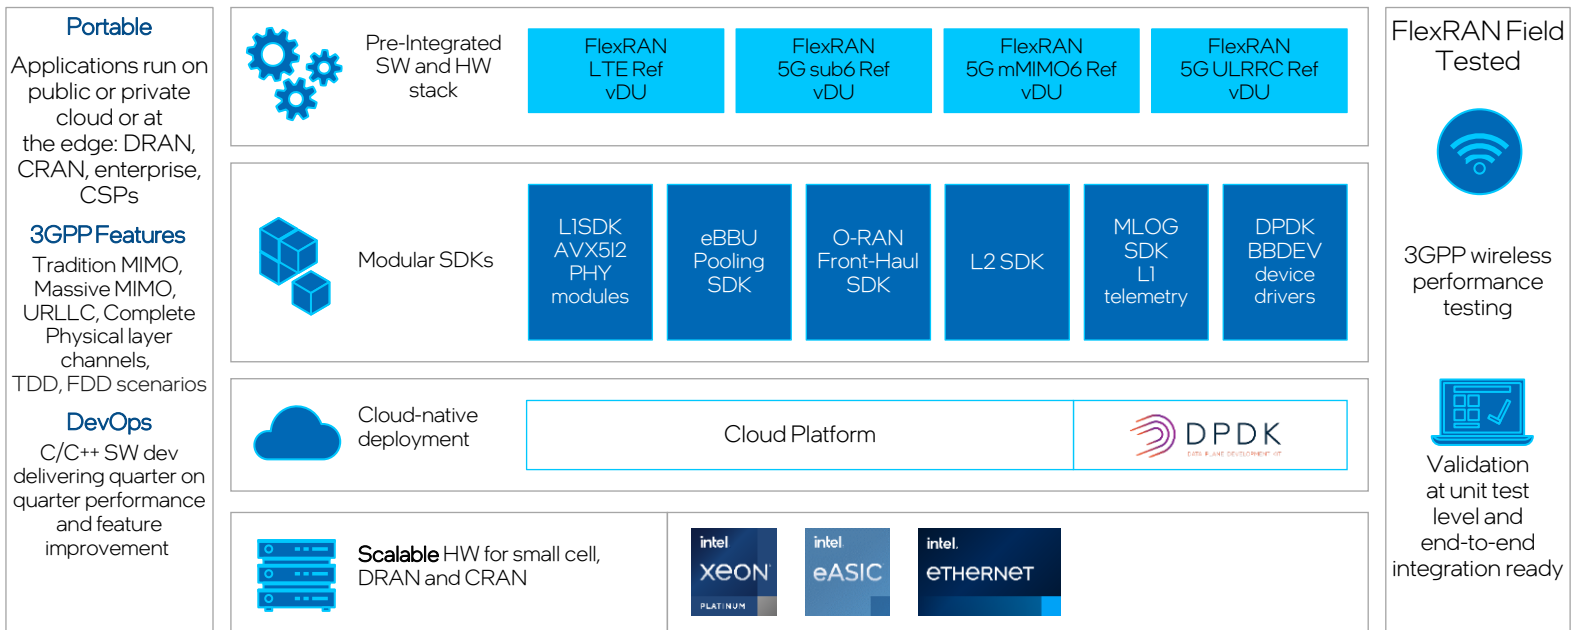 Portable
Applications run on
public or private
cloud or at
the edge: DRAN,
CRAN, enterprise,
CSPs
3GPP Features
Tradition MIMO,
Massive MIMO,
URLLC, Complete
Physical layer
channels,
TDD, FDD scenarios
DevOps
C/C++ SW dev
delivering quarter on
quarter performance
and feature
improvement
Pre-Integrated
SW and HW
stack
FlexRAN
LTE Ref
vDU
FlexRAN
5G sub6 Ref
vDU
FlexRAN
5G mMIMO6 Ref
vDU
FlexRAN
5G ULRRC Ref
vDU
Modular SDKs
L1SDK
AVX512
PHY
modules
eBBU
Pooling
SDK
O-RAN
Front-Haul
SDK
L2 SDK
MLOG
SDK
L1
telemetry
DPDK
BBDEV
device
drivers
Cloud-native
deployment
Cloud Platform
DPDK
DATA PLANE DEVELOPMENT KIT
Scalable HW for small cell,
DRAN and CRAN
intel.
XEON
PLATINUM
intel.
eASIC
intel.
ETHERNET
FlexRAN Field
Tested
3GPP wireless
performance
testing
Validation
at unit test
level and
end-to-end
integration ready